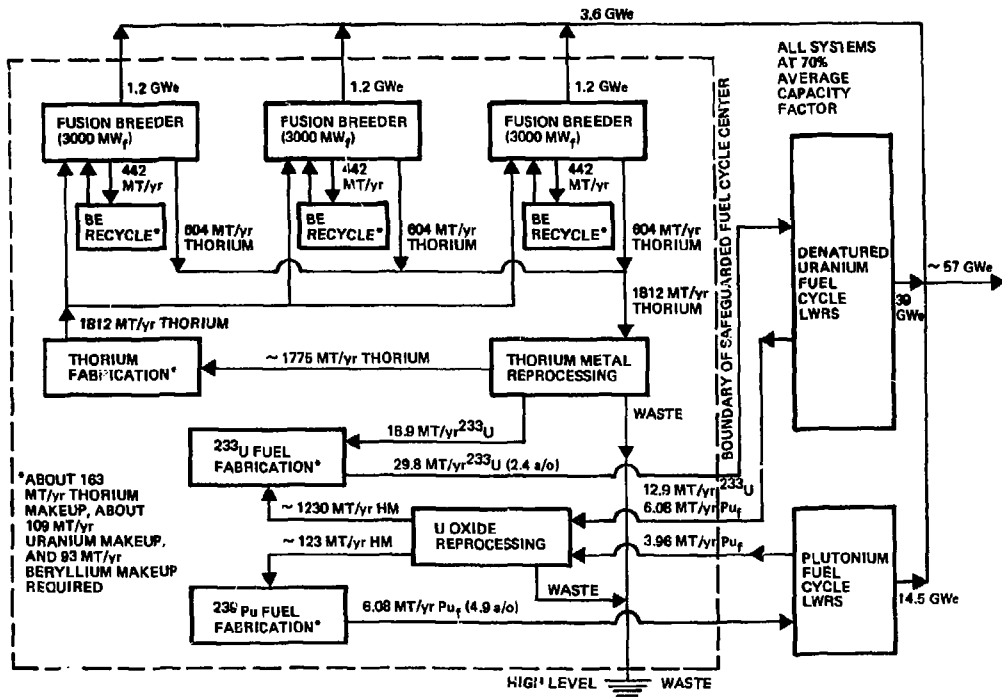 3.6 GWe
ALL SYSTEMS
AT 70%
AVERAGE
CAPACITY
FACTOR
1.2 GWe
1.2 GWe
1.2 GWe
FUSION BREEDER
(3000 MWf)
FUSION BREEDER
(3000 MWf)
FUSION BREEDER
(3000 MWf)
442
MT/yr
442
MT/yr
442
MT/yr
BE
RECYCLE*
BE
RECYCLE*
BE
RECYCLE*
604 MT/yr
THORIUM
604 MT/yr
THORIUM
604 MT/yr
THORIUM
BOUNDARY OF SAFEGUARDED FUEL CYCLE CENTER
DENATURED
URANIUM
FUEL
CYCLE
LWRS
~ 57 GWe
39
GWe
1812 MT/yr THORIUM
1812 MT/yr
THORIUM
THORIUM
FABRICATION*
~ 1775 MT/yr THORIUM
THORIUM METAL
REPROCESSING
WASTE
16.9 MT/yr 233U
233U FUEL
FABRICATION*
29.8 MT/yr 233U (2.4 a/o)
*ABOUT 163
MT/yr THORIUM
MAKEUP, ABOUT
109 MT/yr
URANIUM MAKEUP,
AND 93 MT/yr
BERYLLIUM MAKEUP
REQUIRED
12.9 MT/yr 233U
6.08 MT/yr Puf
~ 1230 MT/yr HM
U OXIDE
REPROCESSING
~ 123 MT/yr HM
3.96 MT/yr Puf
PLUTONIUM
FUEL
CYCLE
LWRS
14.5 GWe
WASTE
239Pu FUEL
FABRICATION*
6.08 MT/yr Puf (4.9 a/o)
HIGH LEVEL WASTE